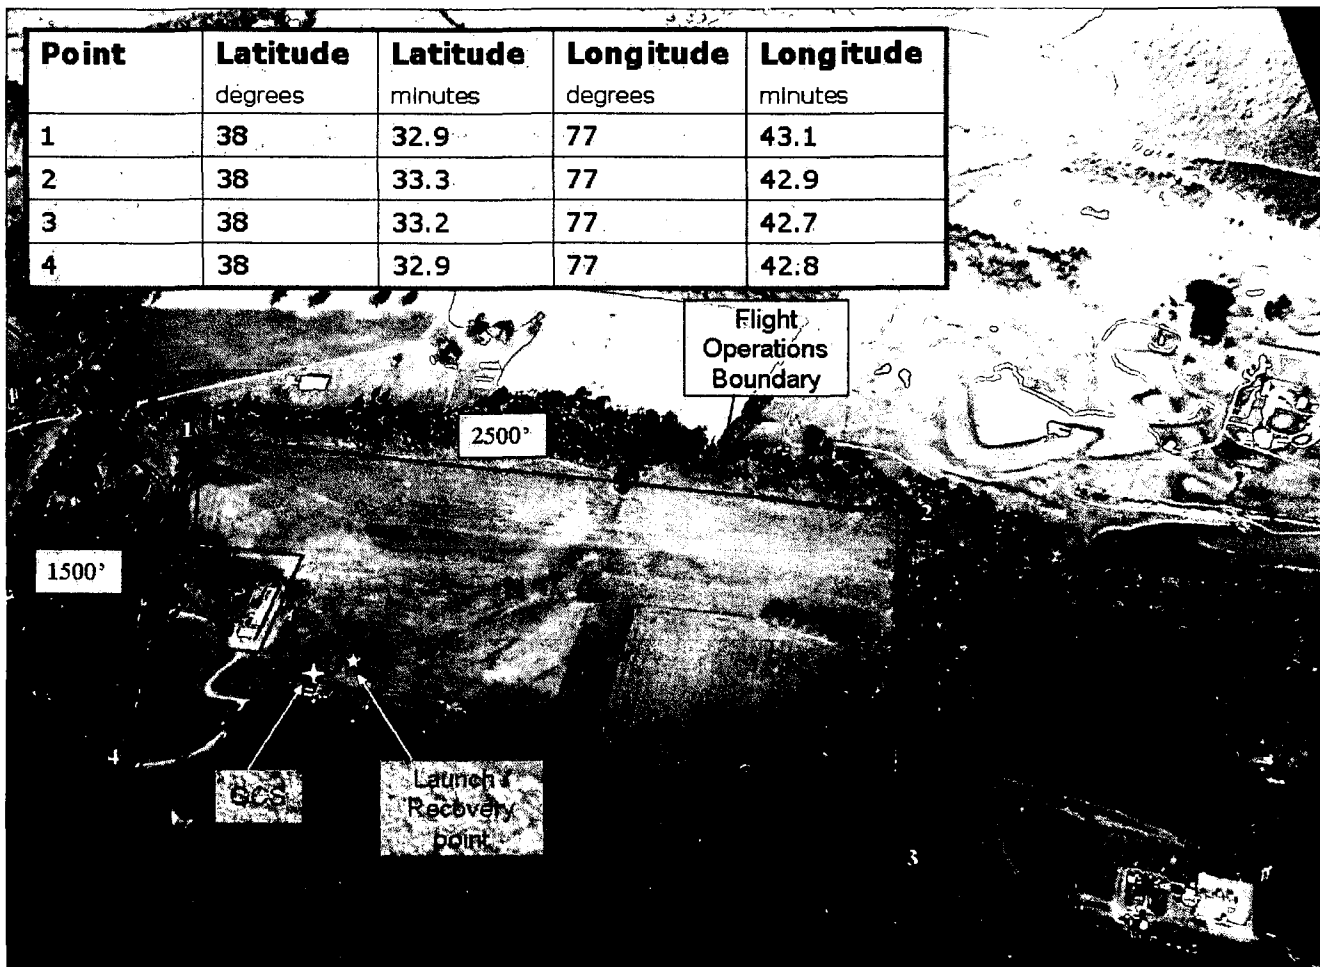 Point Latitude Latitude Longitude Longitude
degrees minutes degrees minutes
1 38 32.9 77 43.1
2 38 33.3 77 42.9
3 38 33.2 77 42.7
4 38 32.9 77 42.8
Flight
Operations
Boundary
1
2500'
2
1500'
4
GCS
Launch /
Recovery
point
3